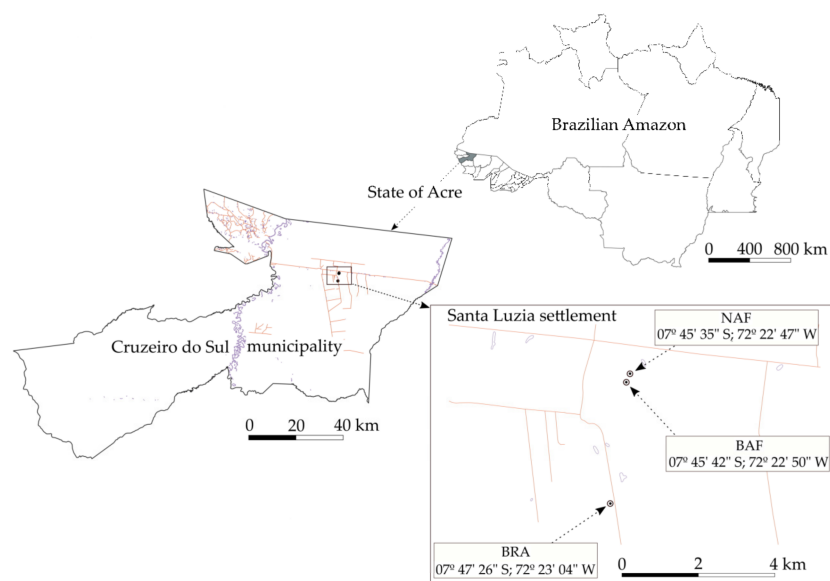 Brazilian Amazon
State of Acre
0 400 800 km
Cruzeiro do Sul municipality
0 20 40 km
Santa Luzia settlement
NAF
07º 45' 35" S; 72º 22' 47" W
BAF
07º 45' 42" S; 72º 22' 50" W
BRA
07º 47' 26" S; 72º 23' 04" W
0 2 4 km